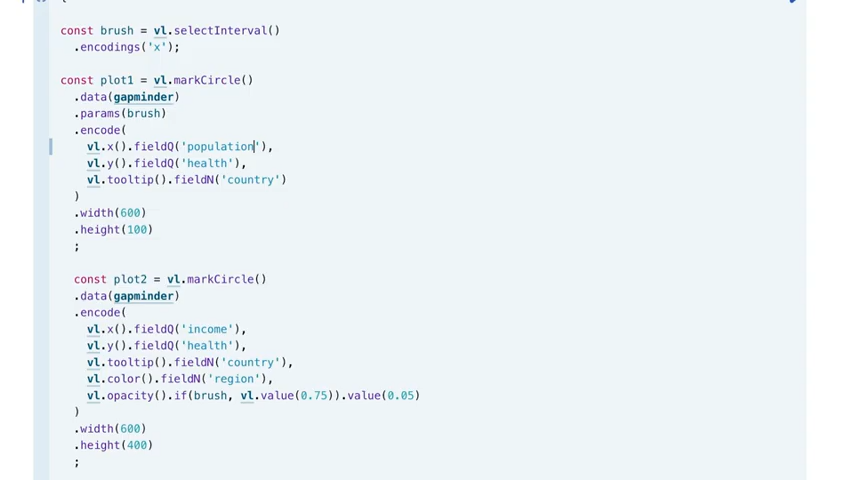 const brush = vl.selectInterval()
.encodings('x');
const plot1 = vl.markCircle()
.data(gapminder)
.params(brush)
.encode(
vl.x().fieldQ('population'),
vl.y().fieldQ('health'),
vl.tooltip().fieldN('country')
)
.width(600)
.height(100)
;
const plot2 = vl.markCircle()
.data(gapminder)
.encode(
vl.x().fieldQ('income'),
vl.y().fieldQ('health'),
vl.tooltip().fieldN('country'),
vl.color().fieldN('region'),
vl.opacity().if(brush, vl.value(0.75)).value(0.05)
)
.width(600)
.height(400)
;